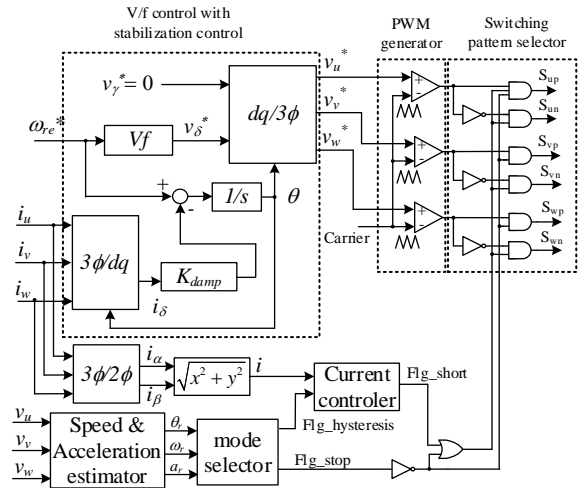 V/f control with
stabilization control
PWM
generator
Switching
pattern selector
v_γ^* = 0
ω_re^*
Vf
v_δ^*
dq/3ϕ
v_u^*
v_v^*
v_w^*
+
-
1/s
θ
i_u
i_v
i_w
3ϕ/dq
K_damp
i_δ
Carrier
+
-
+
-
+
-
S_up
S_un
S_vp
S_vn
S_wp
S_wn
3ϕ/2ϕ
i_α
i_β
√x² + y²
i
Current
controler
Flg_short
Flg_hysteresis
v_u
v_v
v_w
Speed &
Acceleration
estimator
θ_r
ω_r
a_r
mode
selector
Flg_stop